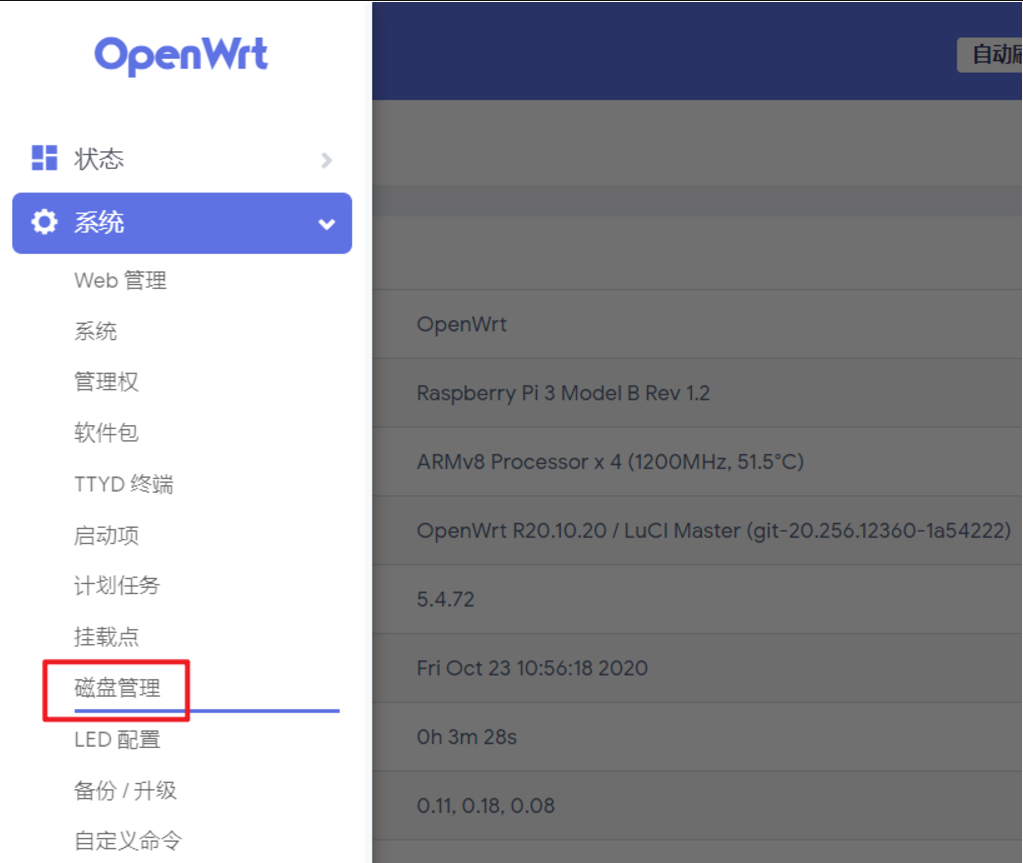 OpenWrt
自动刷
状态
系统
Web 管理
系统
管理权
软件包
TTYD 终端
启动项
计划任务
挂载点
磁盘管理
LED 配置
备份 / 升级
自定义命令
OpenWrt
Raspberry Pi 3 Model B Rev 1.2
ARMv8 Processor x 4 (1200MHz, 51.5°C)
OpenWrt R20.10.20 / LuCI Master (git-20.256.12360-1a54222)
5.4.72
Fri Oct 23 10:56:18 2020
0h 3m 28s
0.11, 0.18, 0.08